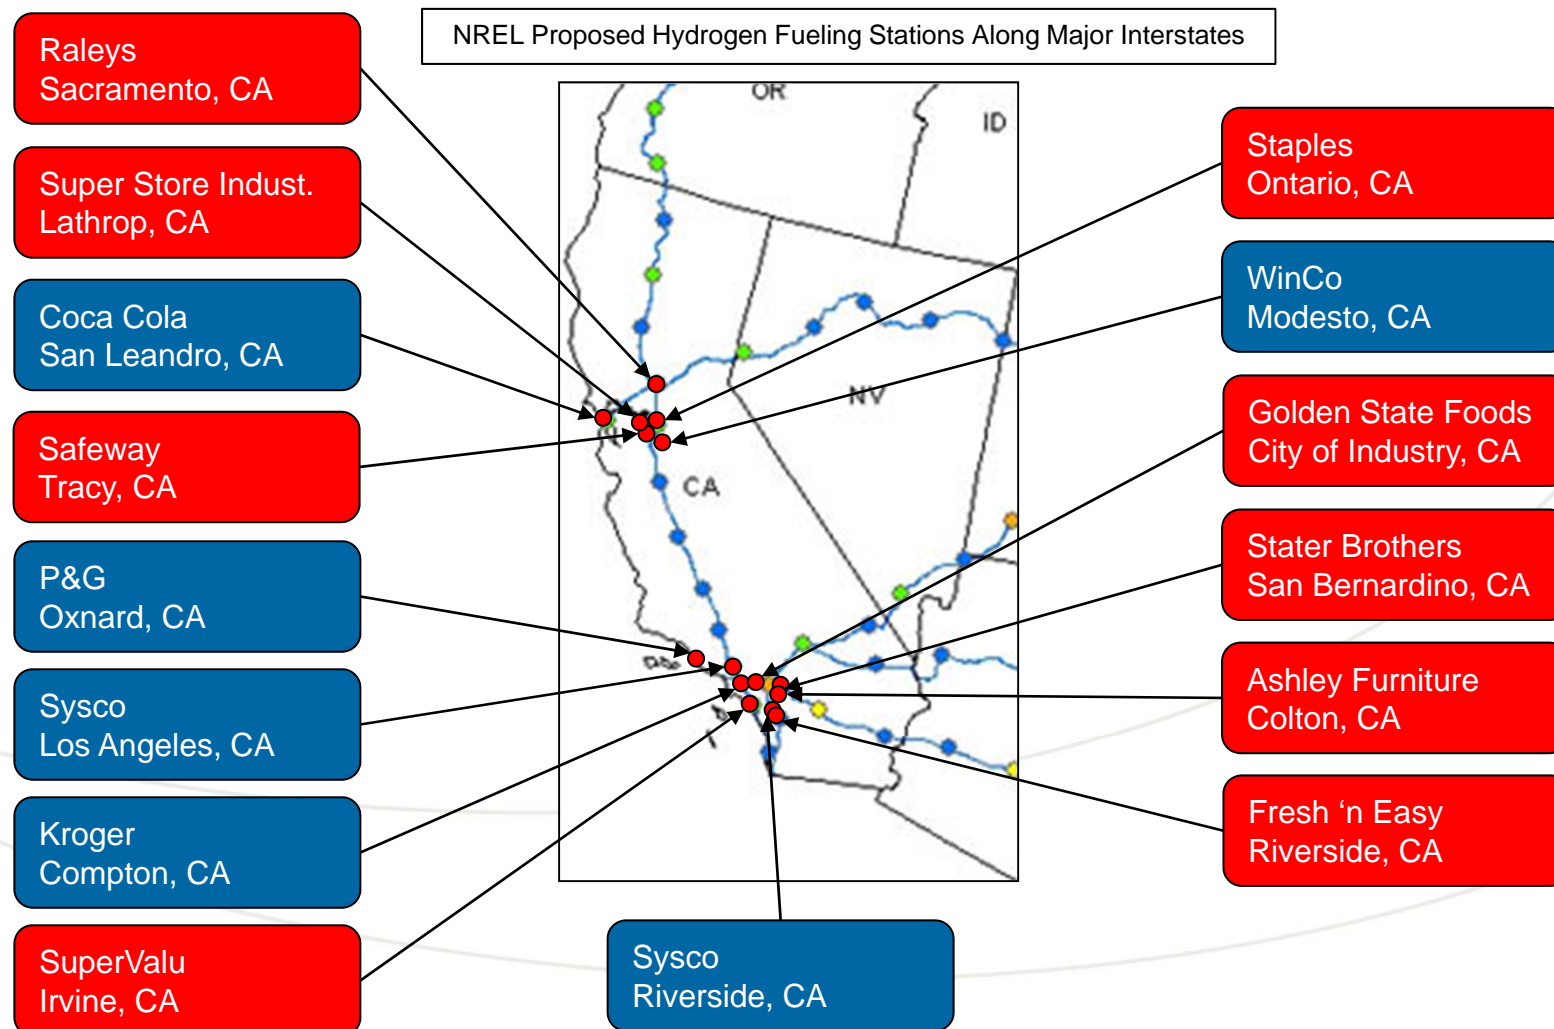 NREL Proposed Hydrogen Fueling Stations Along Major Interstates
Raleys
Sacramento, CA
Super Store Indust.
Lathrop, CA
Coca Cola
San Leandro, CA
Safeway
Tracy, CA
P&G
Oxnard, CA
Sysco
Los Angeles, CA
Kroger
Compton, CA
SuperValu
Irvine, CA
OR
ID
NV
CA
Staples
Ontario, CA
WinCo
Modesto, CA
Golden State Foods
City of Industry, CA
Stater Brothers
San Bernardino, CA
Ashley Furniture
Colton, CA
Fresh ‘n Easy
Riverside, CA
Sysco
Riverside, CA